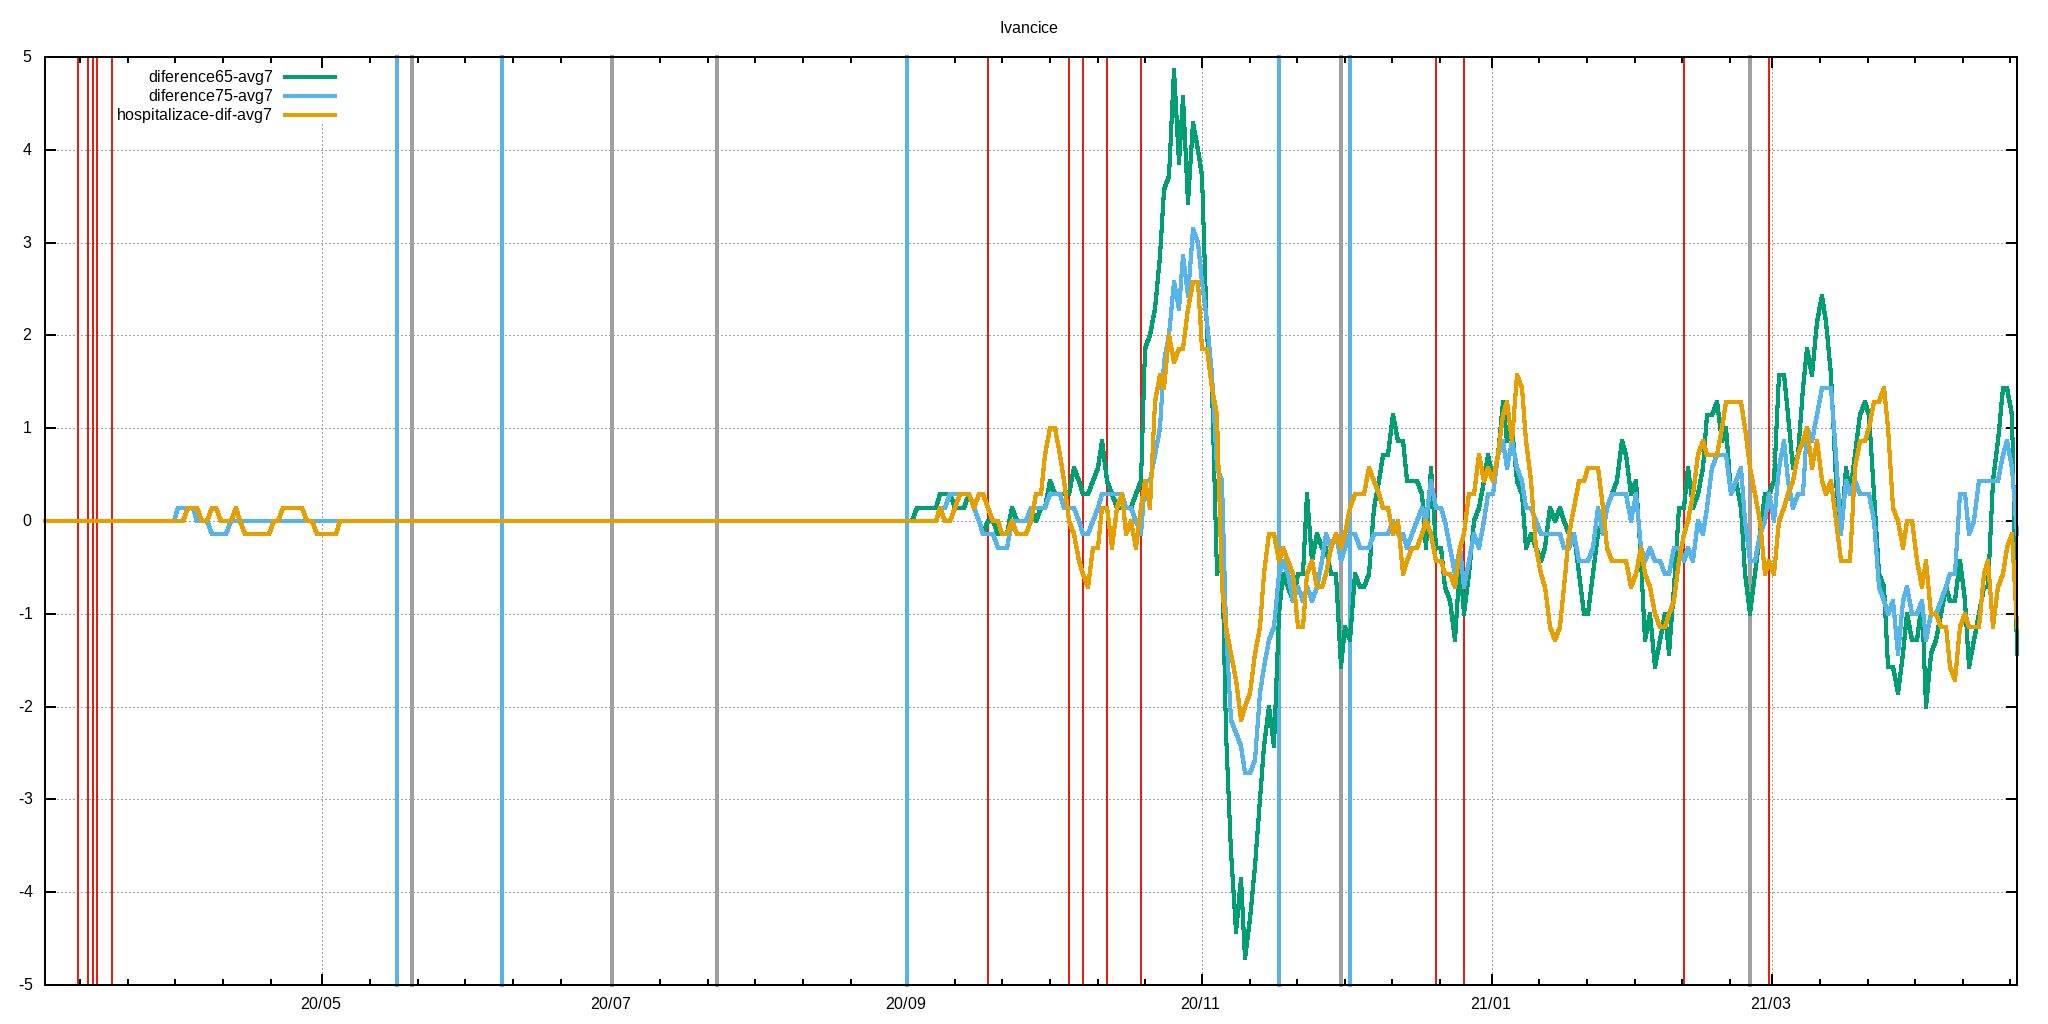 Ivancice
diference65-avg7
diference75-avg7
hospitalizace-dif-avg7
5
4
3
2
1
0
-1
-2
-3
-4
-5
20/05 20/07 20/09 20/11 21/01 21/03